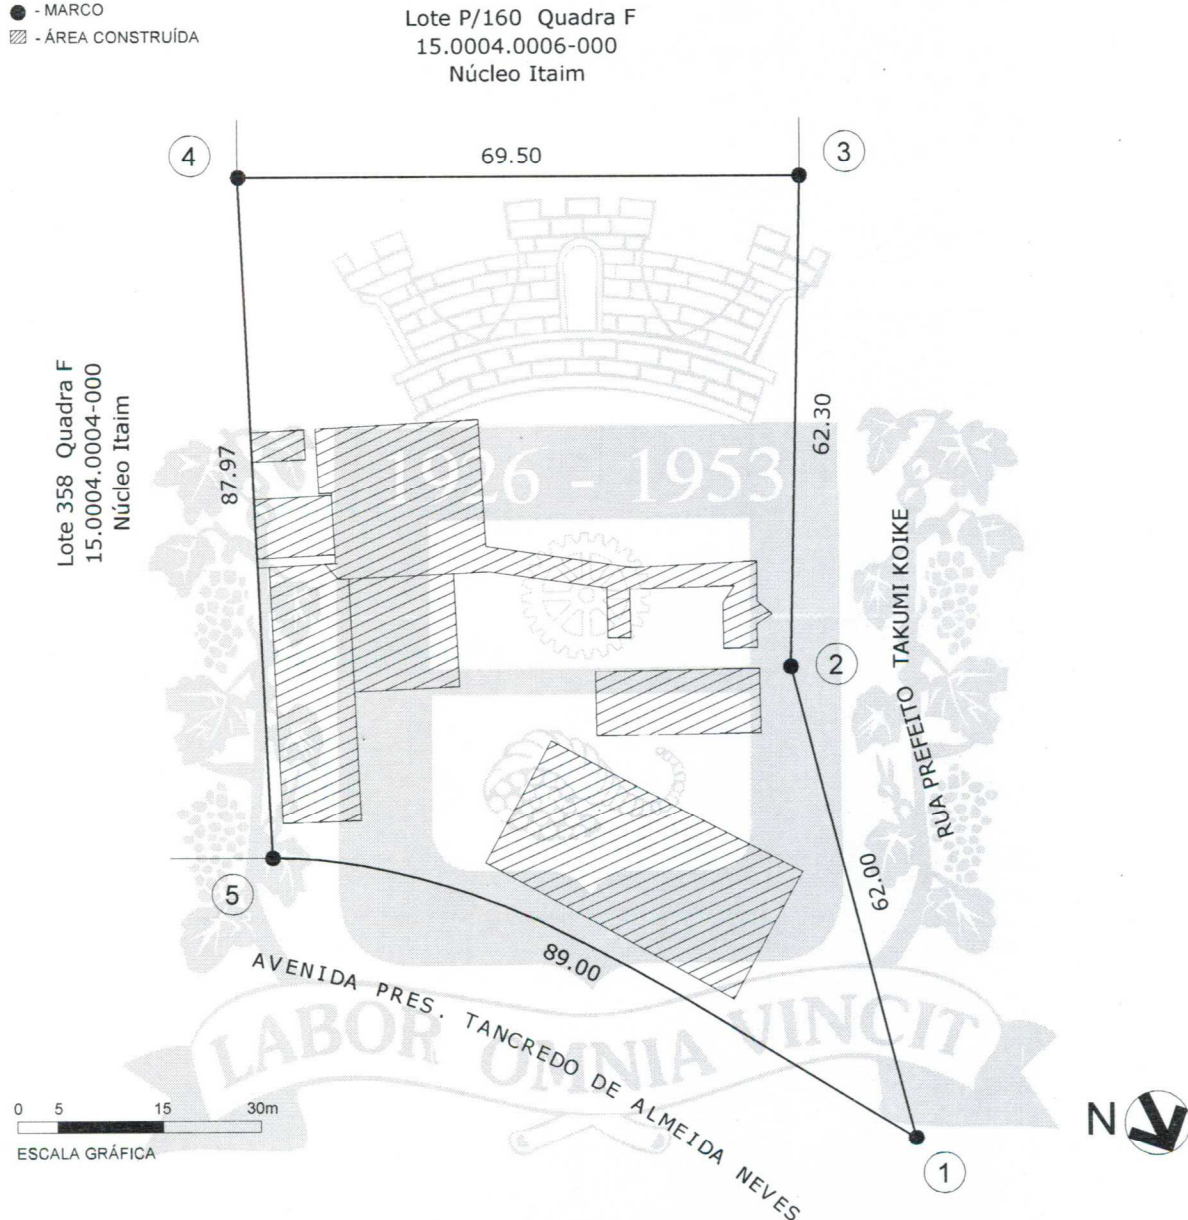 - MARCO
- ÁREA CONSTRUÍDA
Lote P/160 Quadra F
15.0004.0006-000
Núcleo Itaim
4
69.50
3
Lote 358 Quadra F
15.0004.0004-000
Núcleo Itaim
87.97
62.30
1926 - 1953
RUA PREFEITO TAKUMI KOIKE
2
62.00
5
89.00
AVENIDA PRES. TANCREDO DE ALMEIDA NEVES
LABOR OMNIA VINCIT
0 5 15 30m
ESCALA GRÁFICA
N
1